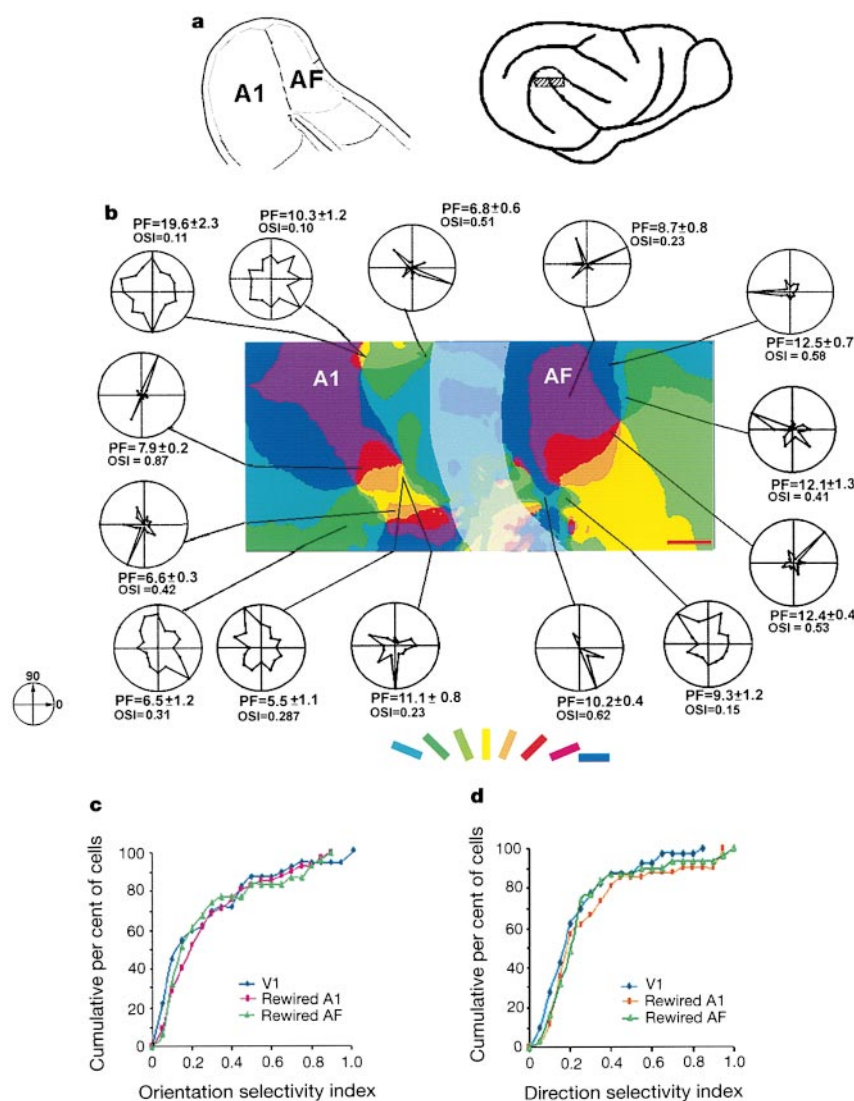 a
A1
AF
b
PF=19.6±2.3
OSI=0.11
PF=10.3±1.2
OSI=0.10
PF=6.8±0.6
OSI=0.51
PF=8.7±0.8
OSI=0.23
PF=12.5±0.7
OSI = 0.58
A1
AF
PF=7.9±0.2
OSI = 0.87
PF=12.1±1.3
OSI = 0.41
PF=6.6±0.3
OSI =0.42
PF=12.4±0.4
OSI = 0.53
PF=6.5±1.2
OSI=0.31
PF=5.5±1.1
OSI=0.287
PF=11.1± 0.8
OSI=0.23
PF=10.2±0.4
OSI=0.62
PF=9.3±1.2
OSI=0.15
90
0
c
Cumulative per cent of cells
100
80
60
40
20
0
V1
Rewired A1
Rewired AF
0 0.2 0.4 0.6 0.8 1.0
Orientation selectivity index
d
Cumulative per cent of cells
100
80
60
40
20
0
V1
Rewired A1
Rewired AF
0 0.2 0.4 0.6 0.8 1.0
Direction selectivity index